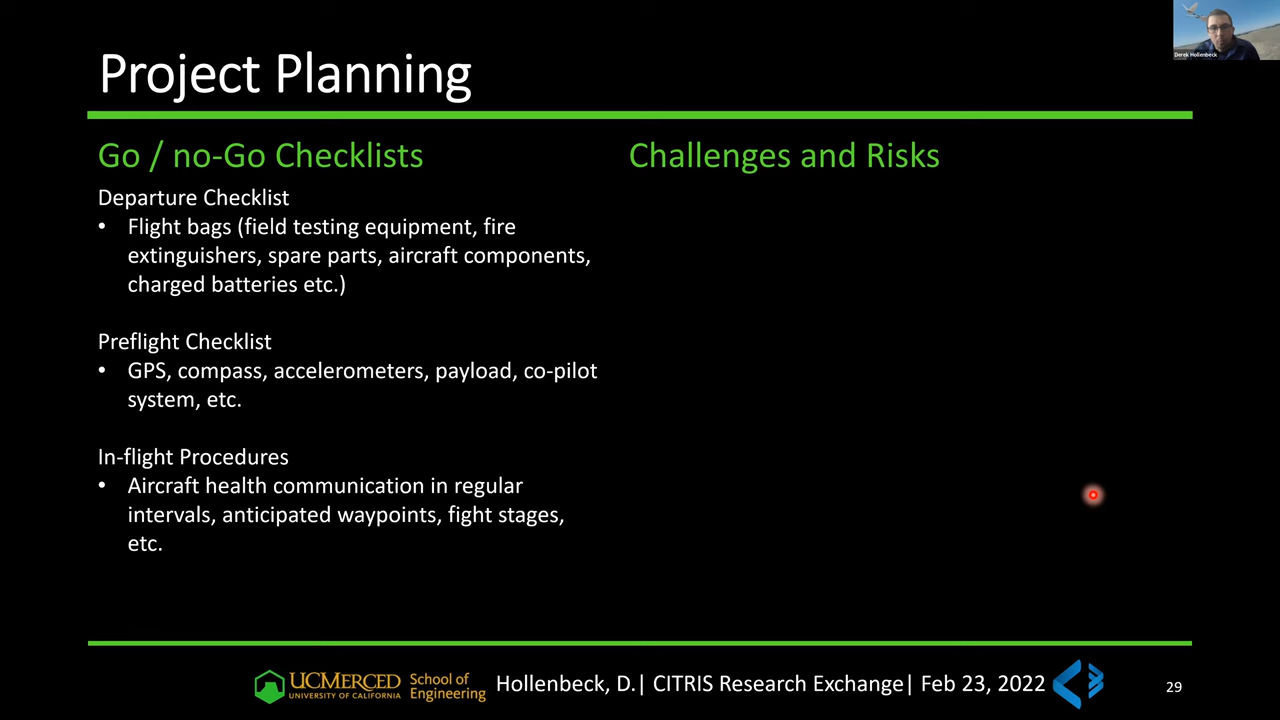 Derek Hollenbeck
Project Planning
Go / no-Go Checklists
Departure Checklist
• Flight bags (field testing equipment, fire
extinguishers, spare parts, aircraft components,
charged batteries etc.)
Preflight Checklist
• GPS, compass, accelerometers, payload, co-pilot
system, etc.
In-flight Procedures
• Aircraft health communication in regular
intervals, anticipated waypoints, fight stages,
etc.
Challenges and Risks
UCMERCED
UNIVERSITY OF CALIFORNIA
School of
Engineering
Hollenbeck, D.| CITRIS Research Exchange| Feb 23, 2022
29